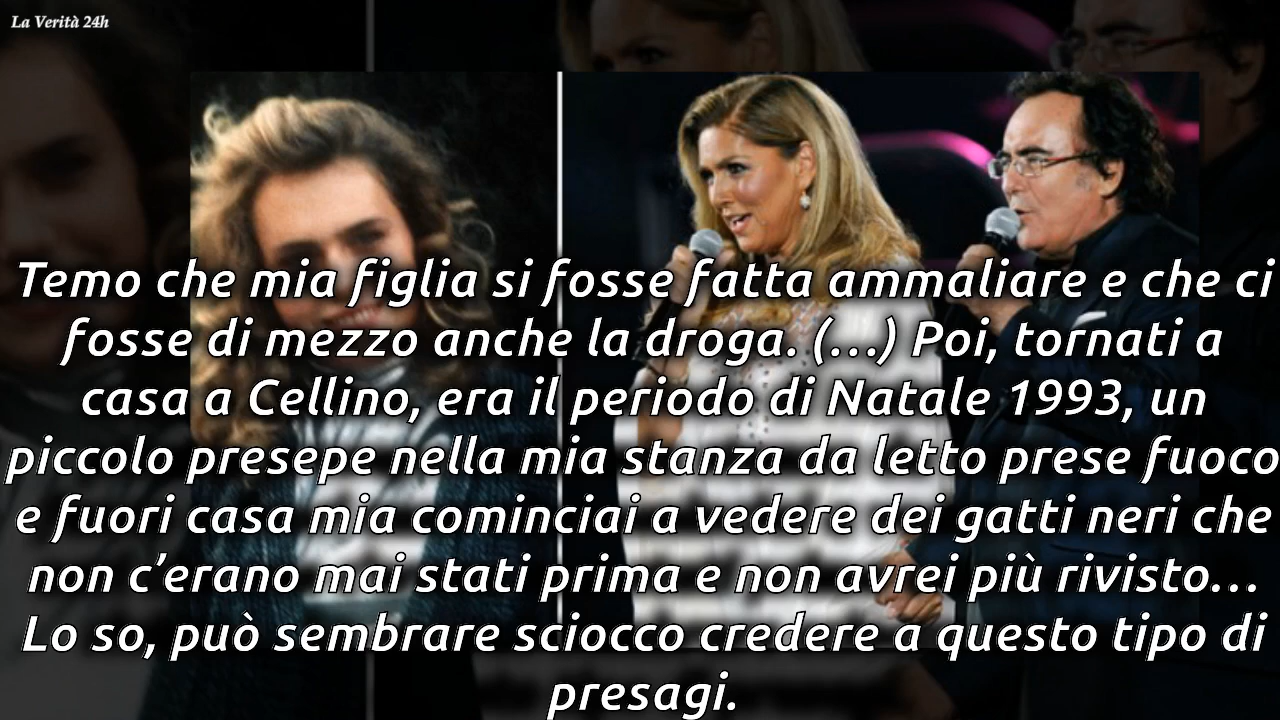 La Verità 24h
Temo che mia figlia si fosse fatta ammaliare e che ci
fosse di mezzo anche la droga. (…) Poi, tornati a
casa a Cellino, era il periodo di Natale 1993, un
piccolo presepe nella mia stanza da letto prese fuoco
e fuori casa mia cominciai a vedere dei gatti neri che
non c’erano mai stati prima e non avrei più rivisto…
Lo so, può sembrare sciocco credere a questo tipo di
presagi.